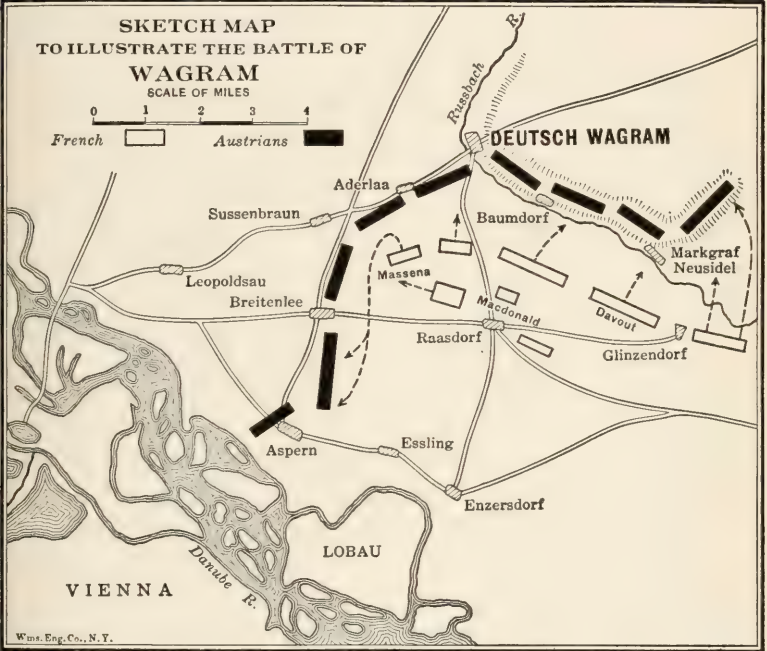 SKETCH MAP
TO ILLUSTRATE THE BATTLE OF
WAGRAM
SCALE OF MILES
0 1 2 3 4
French Austrians
Russbach R.
DEUTSCH WAGRAM
Aderlaa
Sussenbraun
Baumdorf
Leopoldsau
Massena
Markgraf
Neusidel
Breitenlee
Macdonald
Davout
Raasdorf
Glinzendorf
Aspern
Essling
Enzersdorf
LOBAU
Danube R.
VIENNA
Wms. Eng. Co., N.Y.